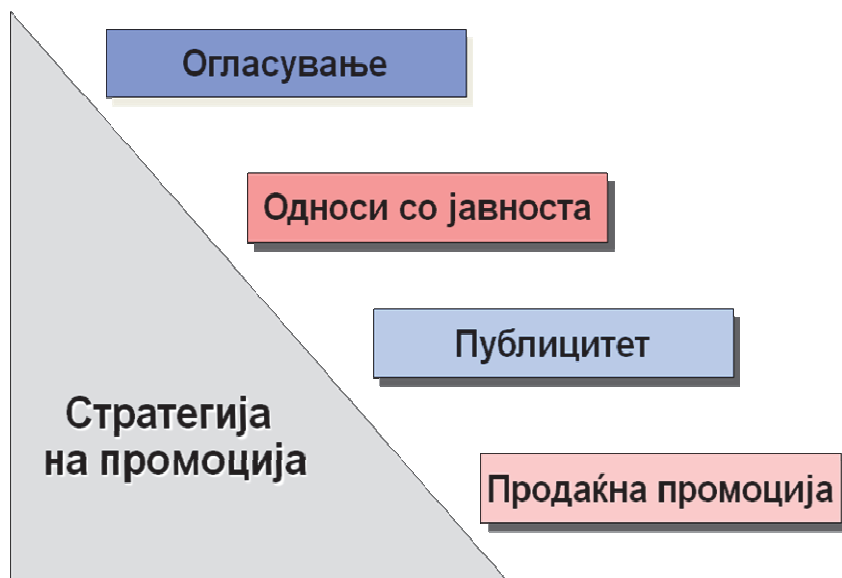 Огласување
Односи со јавноста
Публицитет
Стратегија
на промоција
Продаќна промоција